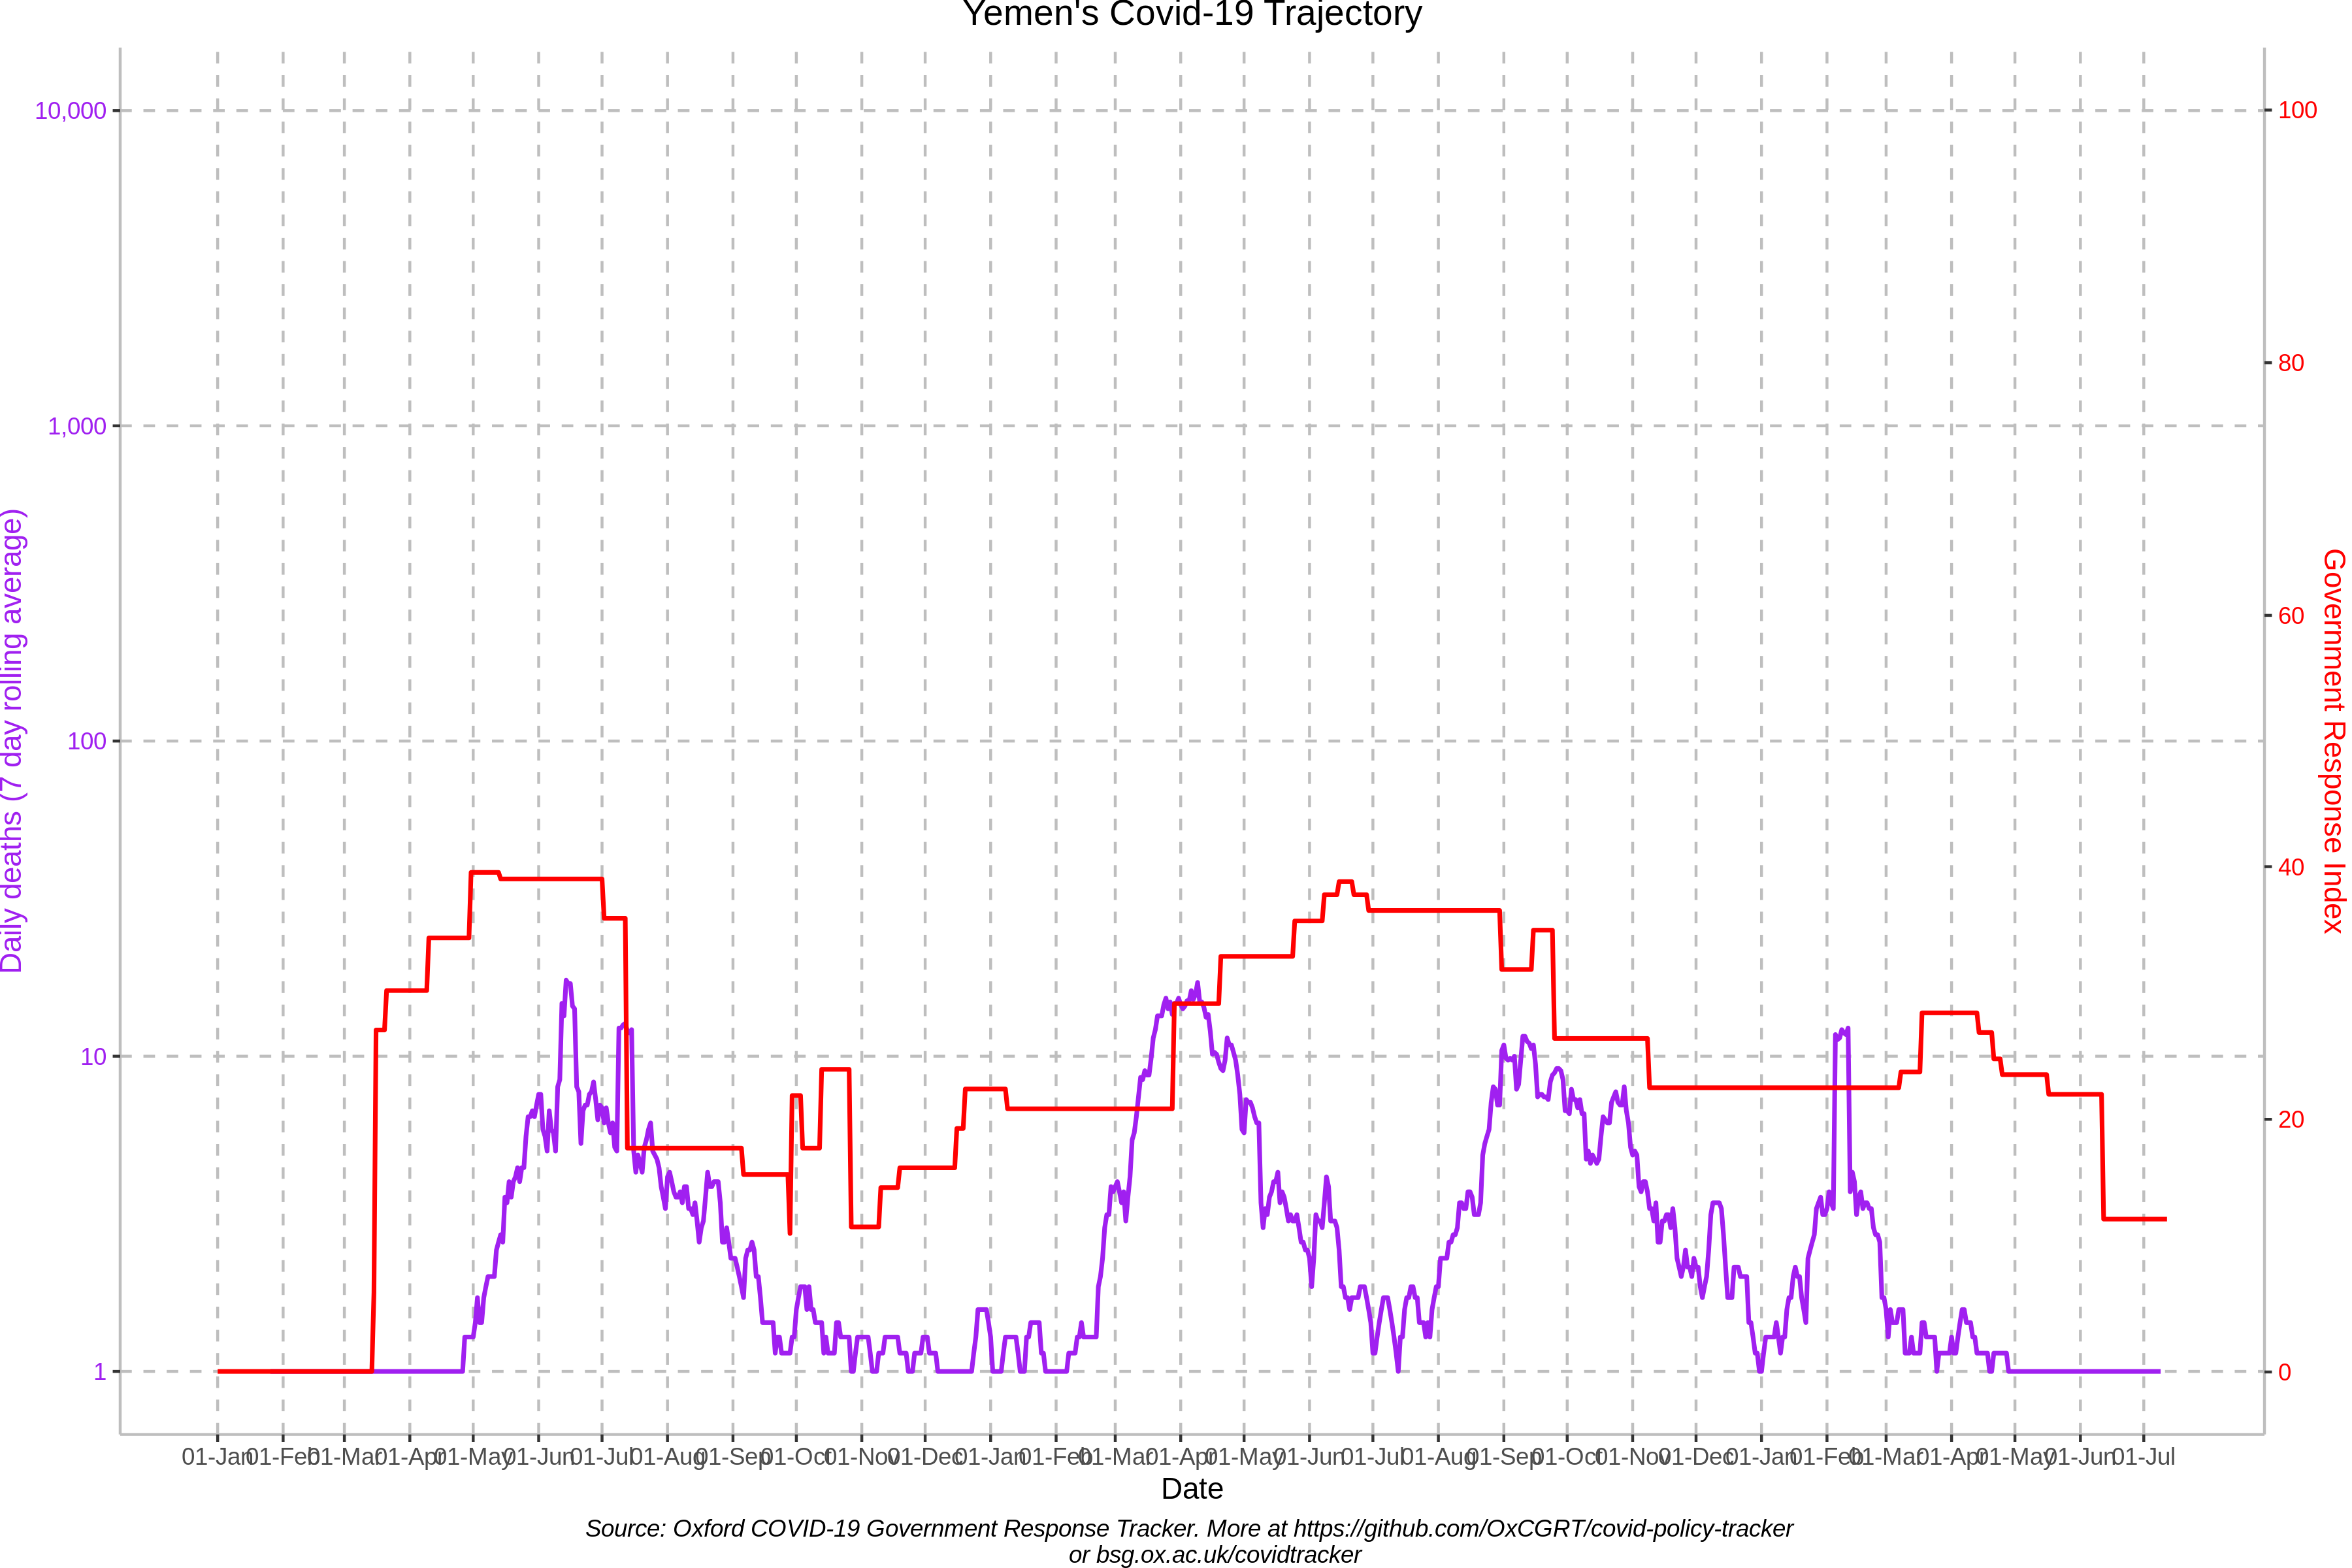 Yemen's Covid-19 Trajectory
10,000
1,000
100
10
1
Daily deaths (7 day rolling average)
100
80
60
40
20
0
Government Response Index
01-Jan 01-Feb 01-Mar 01-Apr 01-May 01-Jun 01-Jul 01-Aug 01-Sep 01-Oct 01-Nov 01-Dec 01-Jan 01-Feb 01-Mar 01-Apr 01-May 01-Jun 01-Jul 01-Aug 01-Sep 01-Oct 01-Nov 01-Dec 01-Jan 01-Feb 01-Mar 01-Apr 01-May 01-Jun 01-Jul
Date
Source: Oxford COVID-19 Government Response Tracker. More at https://github.com/OxCGRT/covid-policy-tracker
or bsg.ox.ac.uk/covidtracker